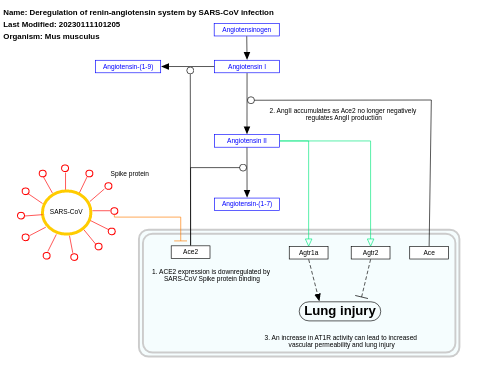 Name: Deregulation of renin-angiotensin system by SARS-CoV infection
Last Modified: 20230111101205
Organism: Mus musculus
Angiotensinogen
Angiotensin-(1-9)
Angiotensin I
2. AngII accumulates as Ace2 no longer negatively
regulates AngII production
Angiotensin II
Spike protein
Angiotensin-(1-7)
SARS-CoV
Ace2
Agtr1a
Agtr2
Ace
1. ACE2 expression is downregulated by
SARS-CoV Spike protein binding
Lung injury
3. An increase in AT1R activity can lead to increased
vascular permeability and lung injury